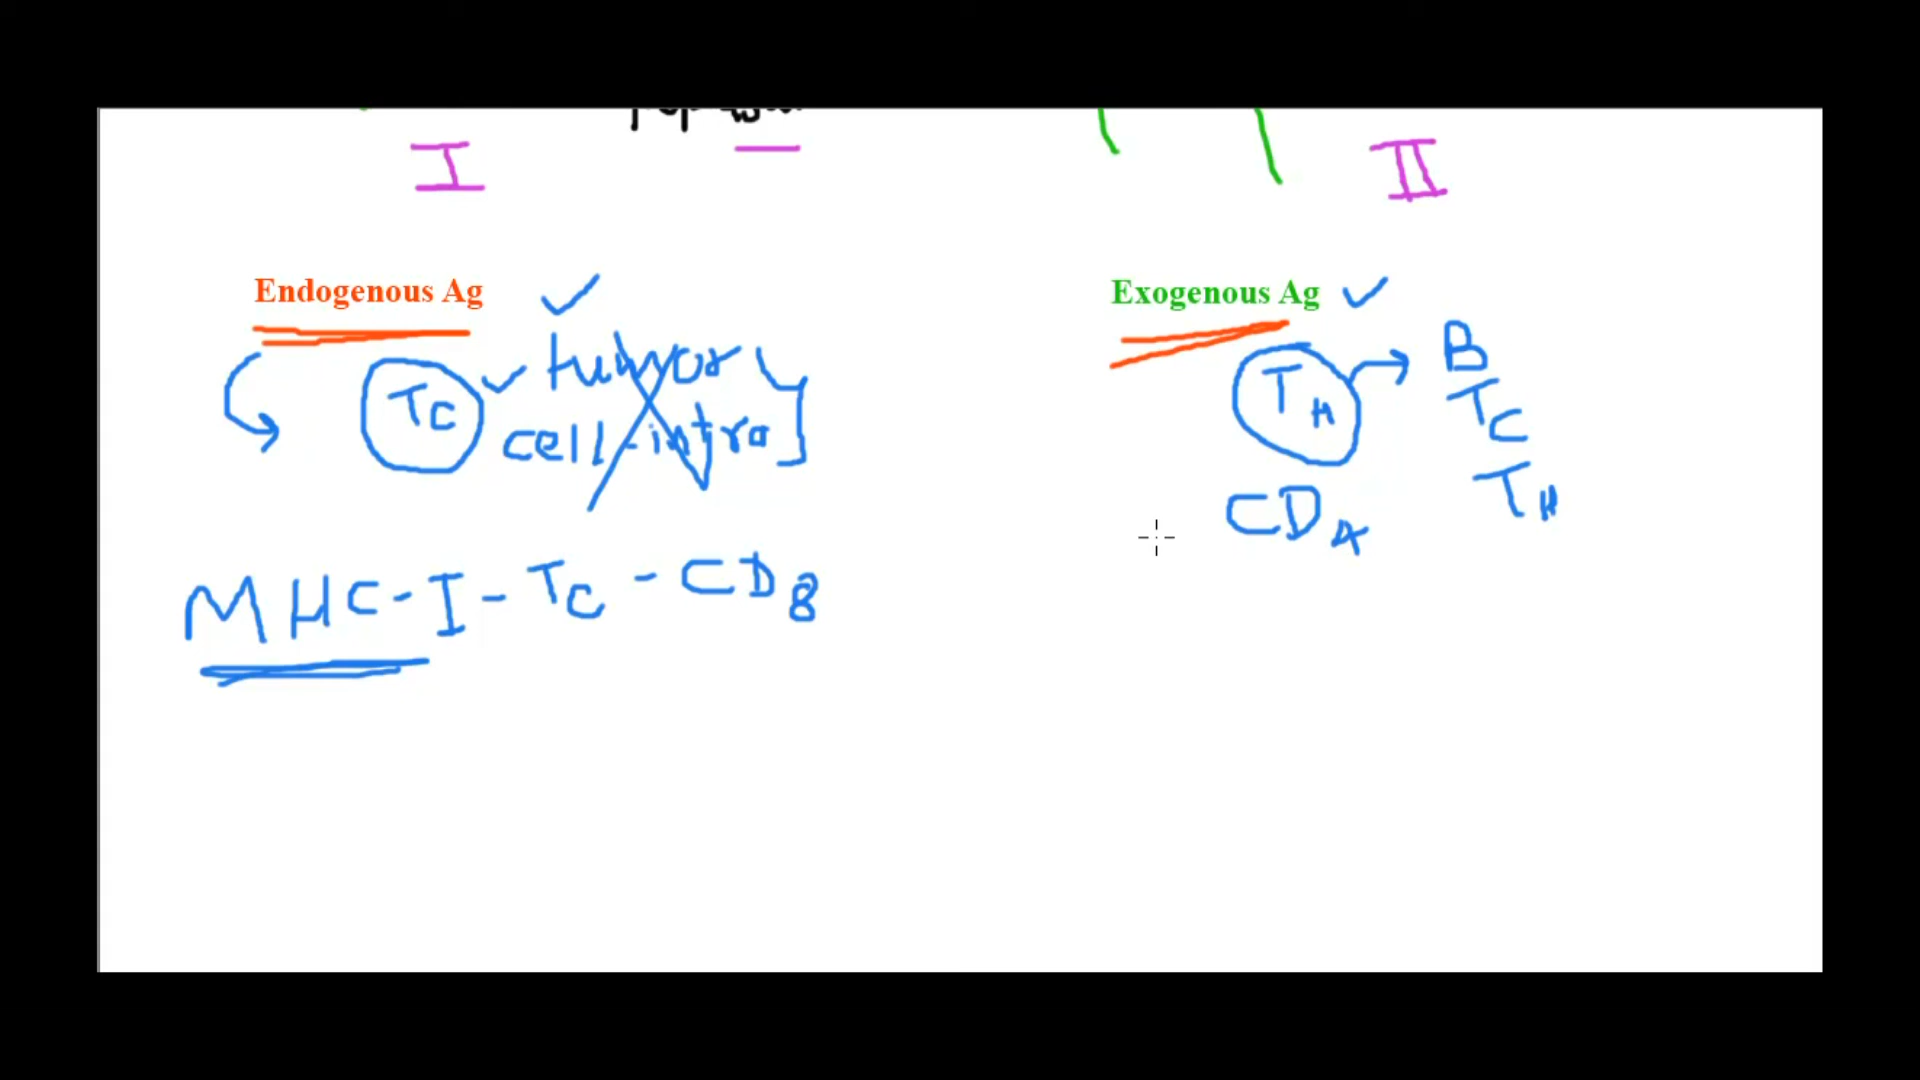 I
II
Endogenous Ag
Exogenous Ag
Tc
tumor
cell-intra
TH
B
Tc
TH
CD4
MHC-I-Tc-CD8